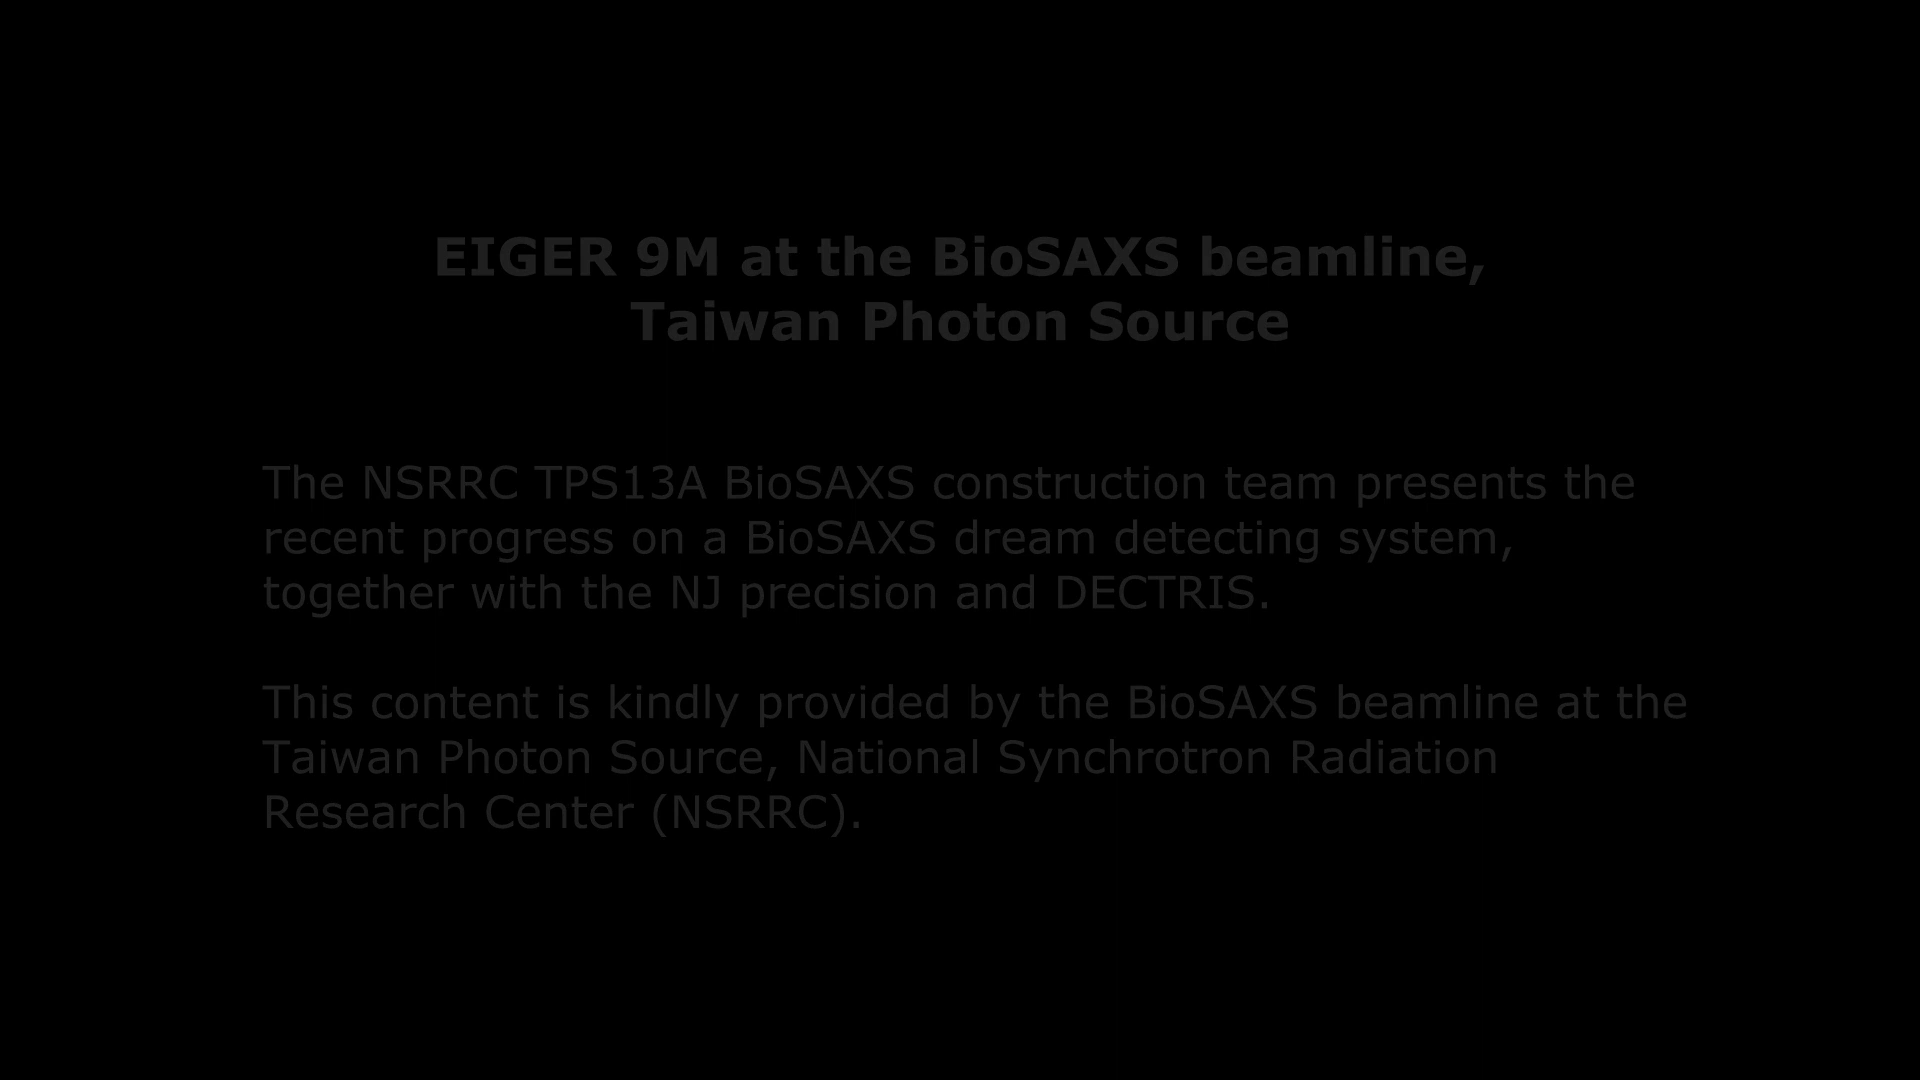 EIGER 9M at the BioSAXS beamline,
Taiwan Photon Source
The NSRRC TPS13A BioSAXS construction team presents the
recent progress on a BioSAXS dream detecting system,
together with the NJ precision and DECTRIS.
This content is kindly provided by the BioSAXS beamline at the
Taiwan Photon Source, National Synchrotron Radiation
Research Center (NSRRC).